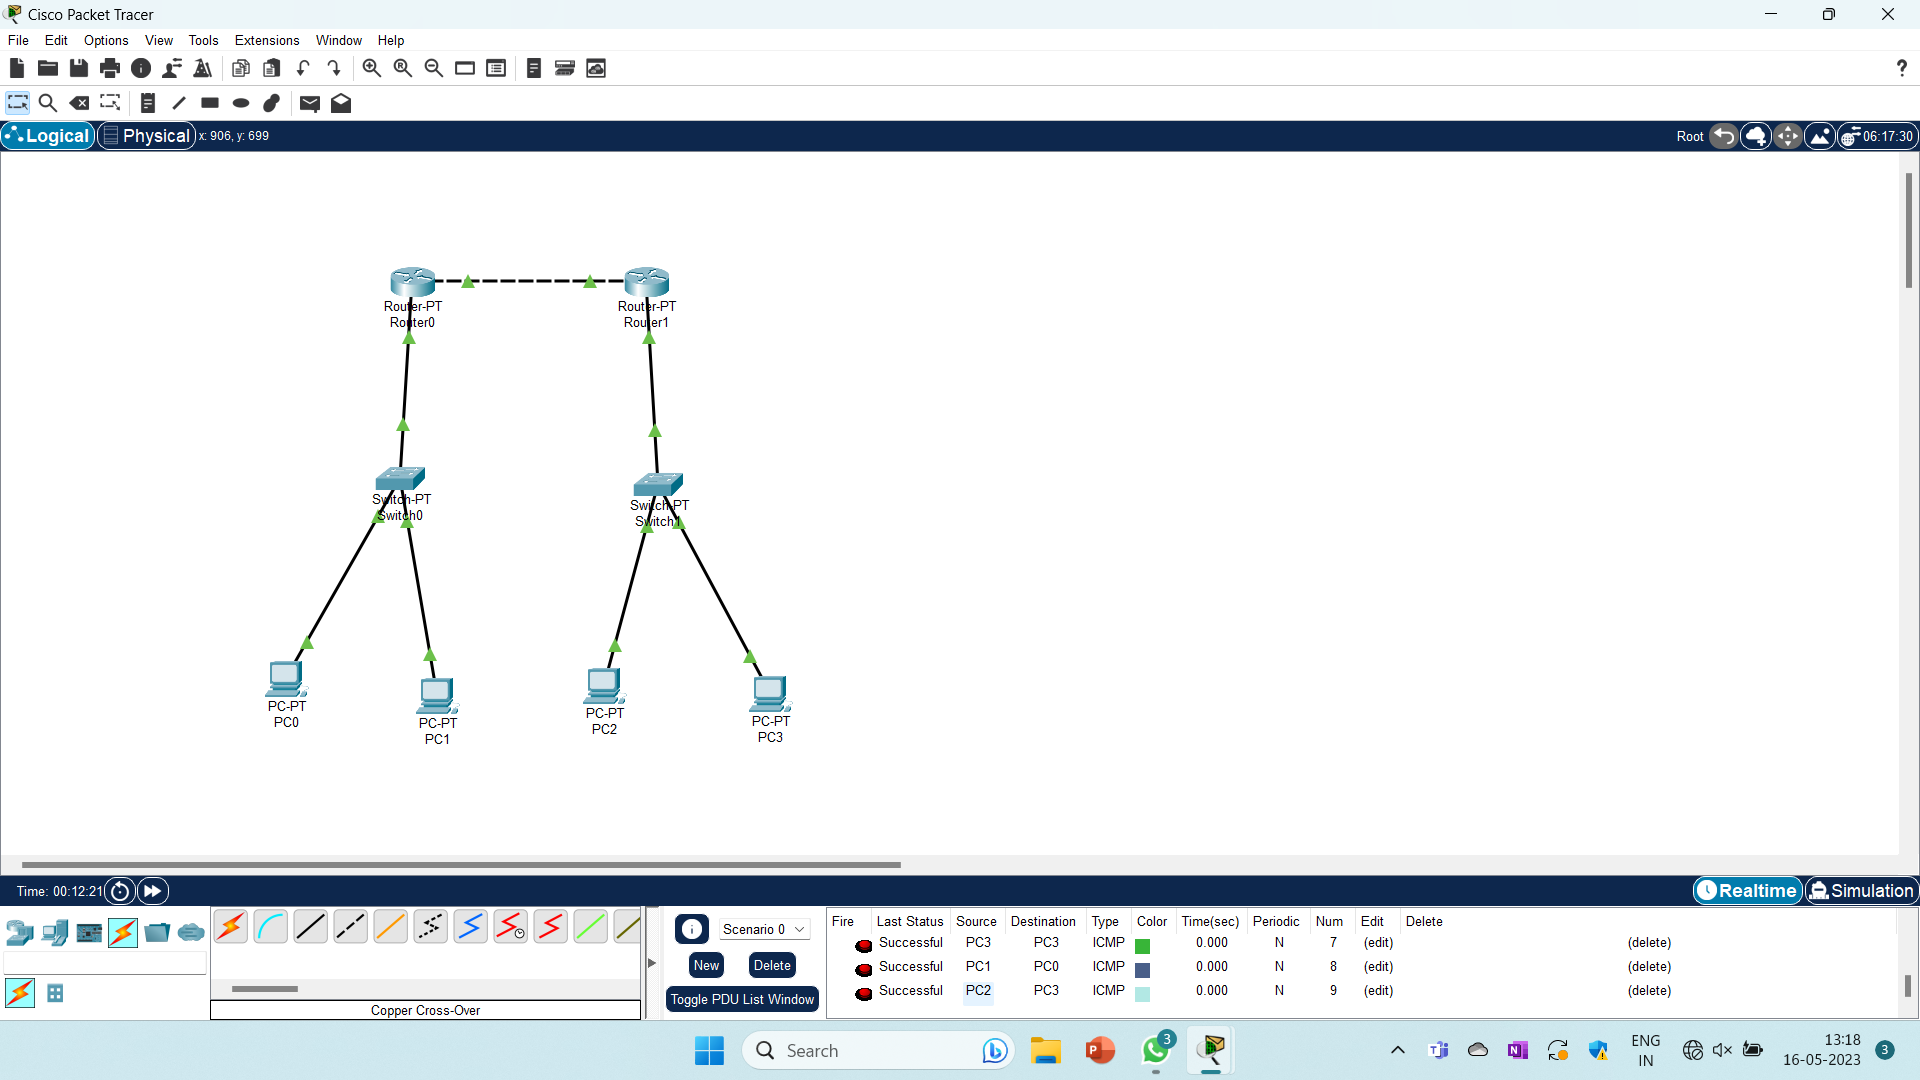 Cisco Packet Tracer
File Edit Options View Tools Extensions Window Help
?
Logical Physical x: 906, y: 699 Root 06:17:30
Router-PT
Router0
Router-PT
Router1
Switch-PT
Switch0
Switch-PT
Switch1
PC-PT
PC0
PC-PT
PC1
PC-PT
PC2
PC-PT
PC3
Time: 00:12:21 Realtime Simulation
Scenario 0
New Delete
Toggle PDU List Window
Copper Cross-Over
Fire Last Status Source Destination Type Color Time(sec) Periodic Num Edit Delete
Successful PC3 PC3 ICMP 0.000 N 7 (edit) (delete)
Successful PC1 PC0 ICMP 0.000 N 8 (edit) (delete)
Successful PC2 PC3 ICMP 0.000 N 9 (edit) (delete)
Search
3
ENG
IN
13:18
16-05-2023
3